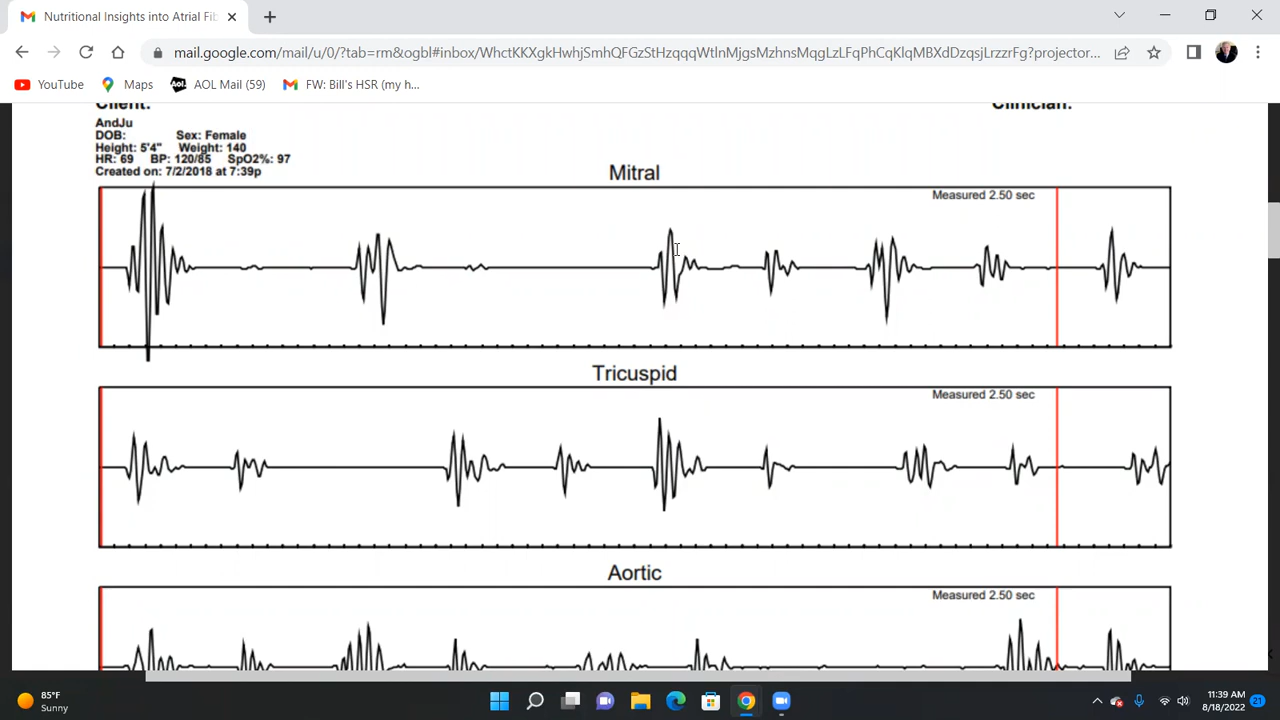 Nutritional Insights into Atrial Fib
mail.google.com/mail/u/0/?tab=rm&ogbl#inbox/WhctKKXgkHwhjSmhQFGzStHzqqqWtlnMjgsMzhnsMqgLzLFqPhCqKlqMBXdDzqsjLrzzrFg?projector...
YouTube Maps Aol. AOL Mail (59) FW: Bill's HSR (my h...
Client: Clinician:
AndJu
DOB: Sex: Female
Height: 5'4" Weight: 140
HR: 69 BP: 120/85 SpO2%: 97
Created on: 7/2/2018 at 7:39p
Mitral
Measured 2.50 sec
Tricuspid
Measured 2.50 sec
Aortic
Measured 2.50 sec
85°F
Sunny
11:39 AM
8/18/2022
21